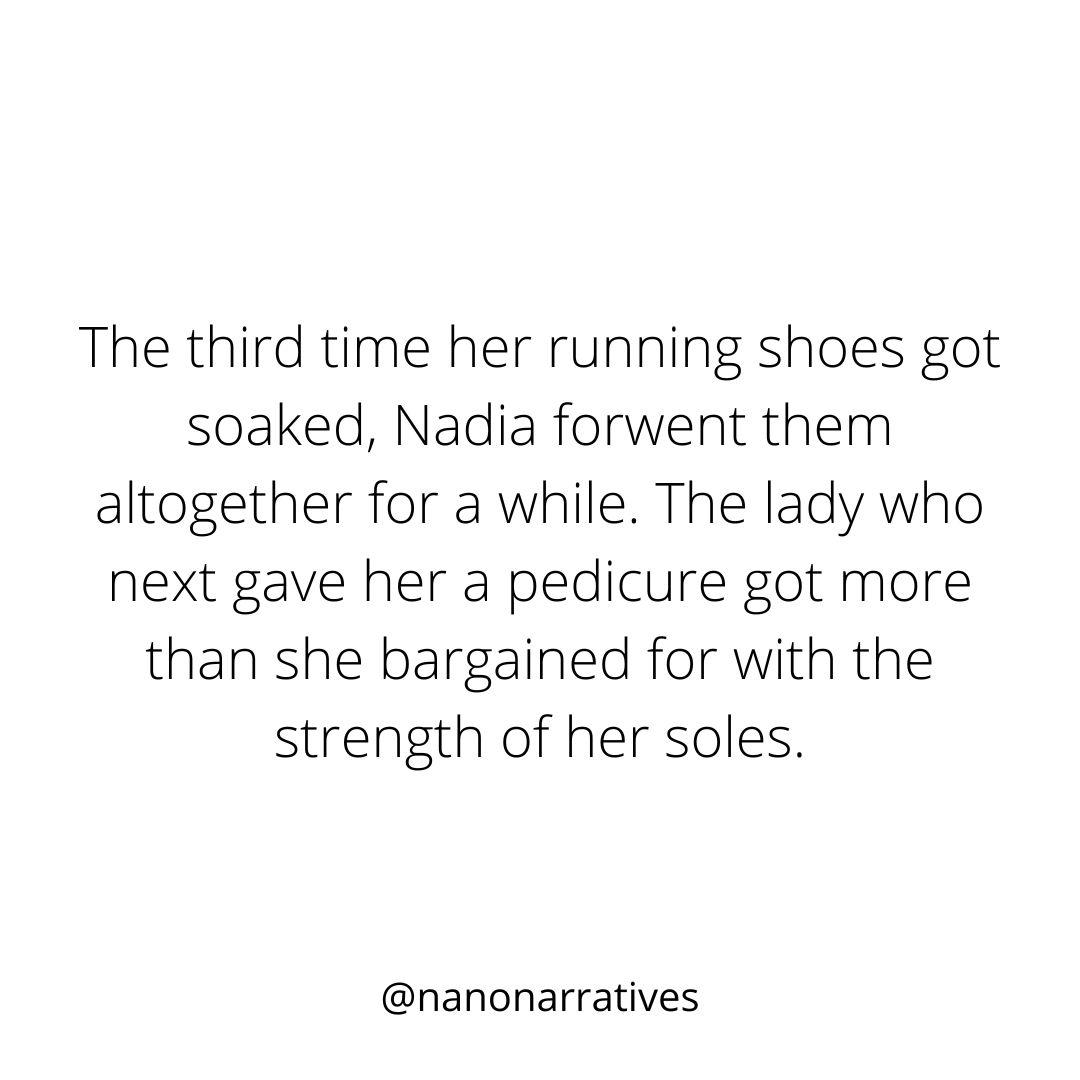 The third time her running shoes got
soaked, Nadia forwent them
altogether for a while. The lady who
next gave her a pedicure got more
than she bargained for with the
strength of her soles.
@nanonarratives